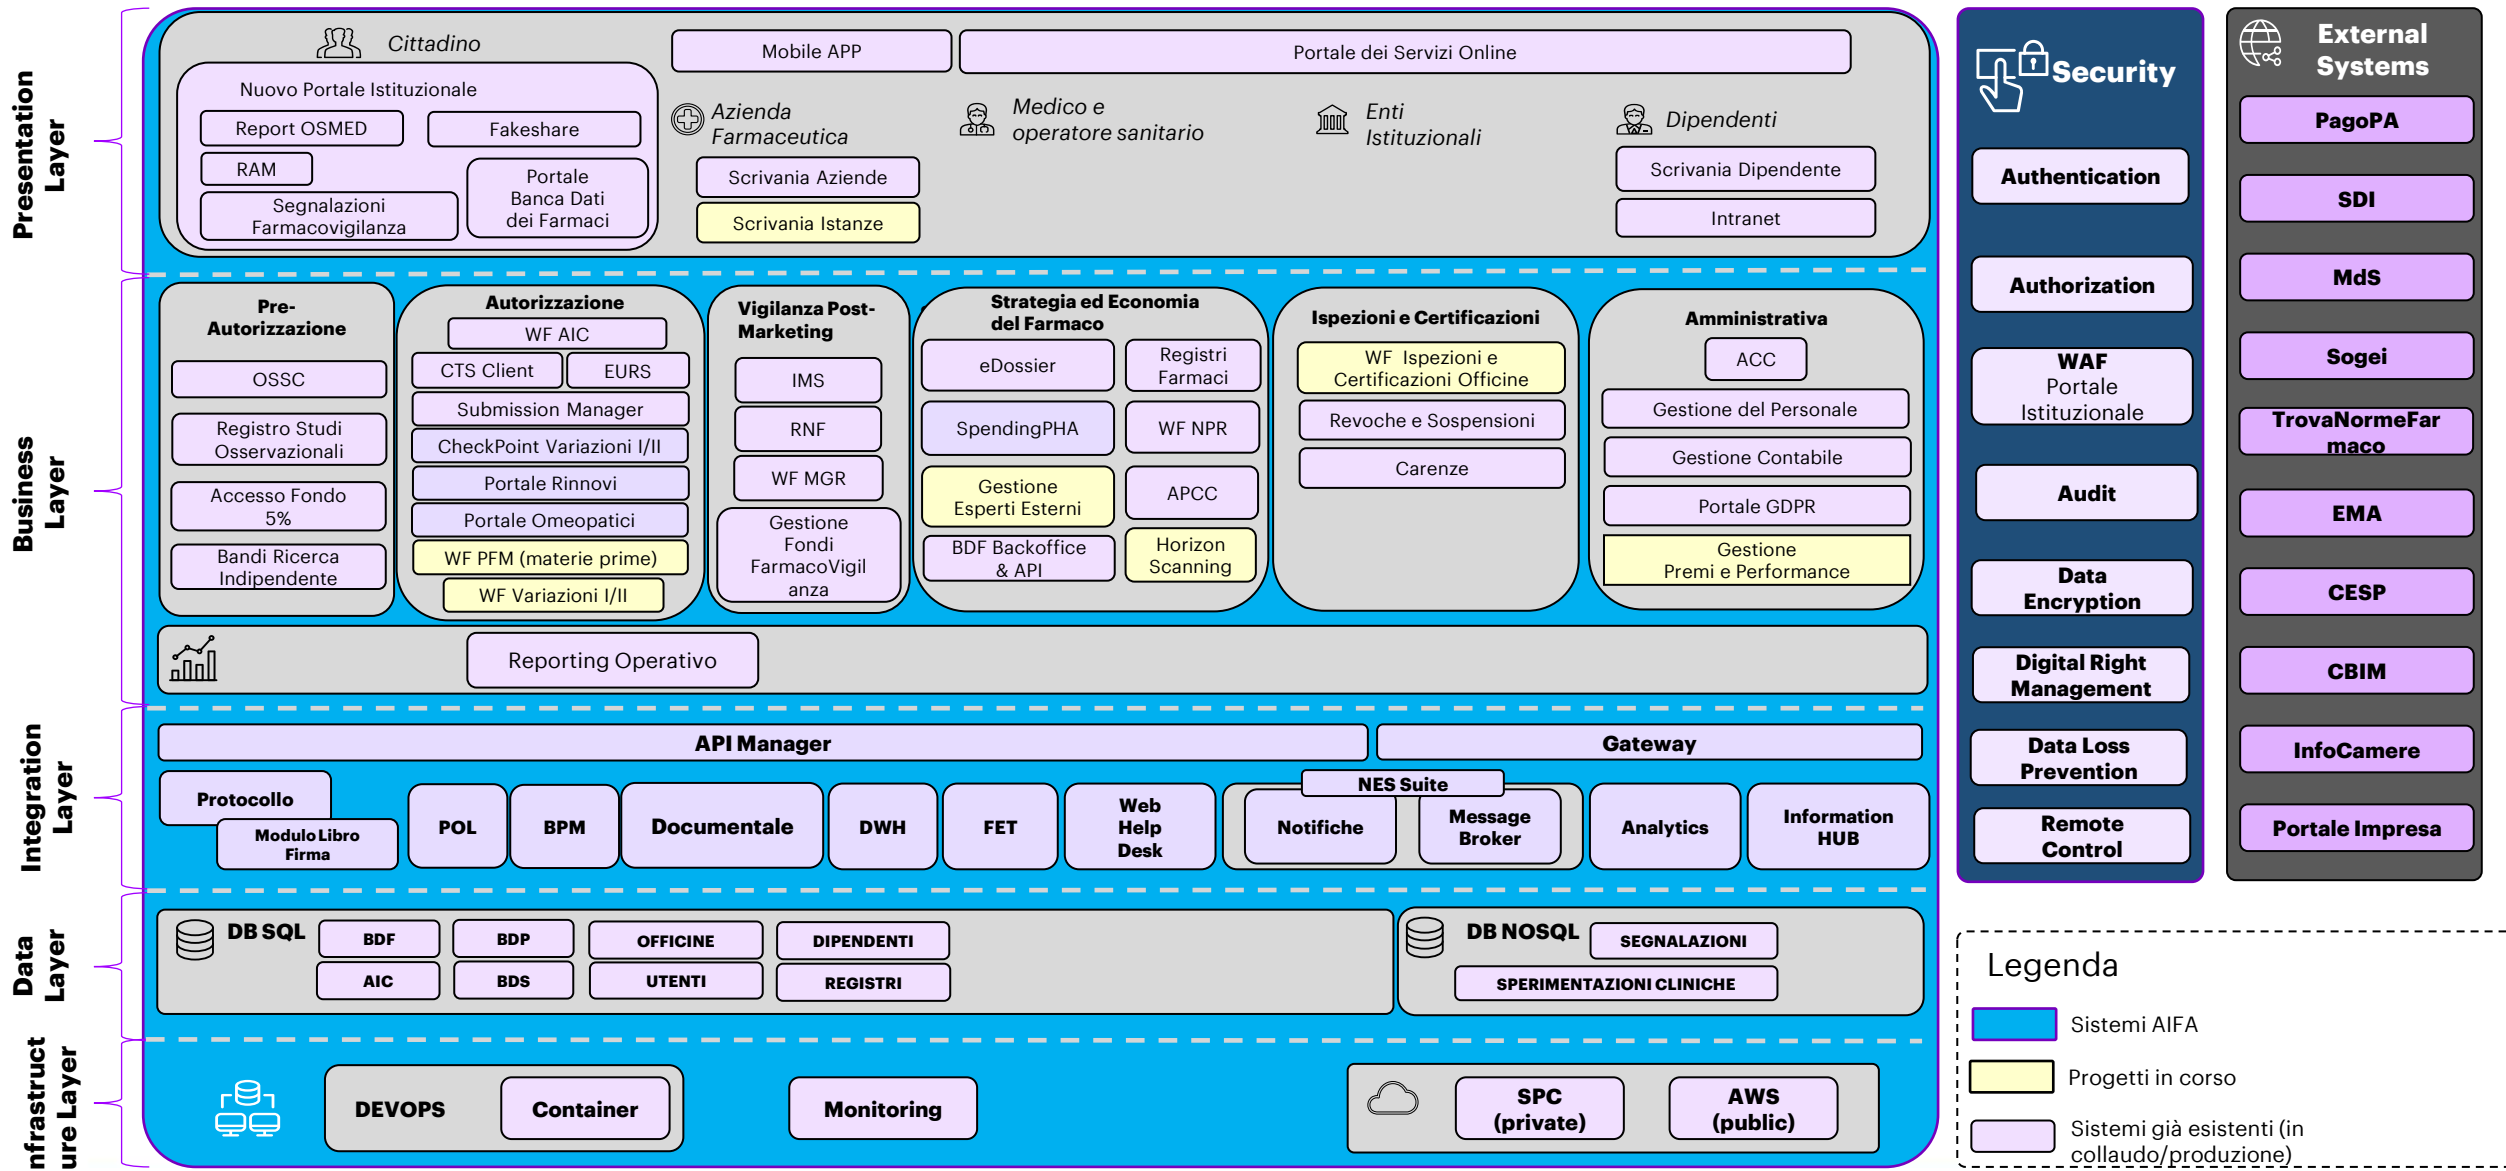 Presentation
Layer
Cittadino
Nuovo Portale Istituzionale
Report OSMED
Fakeshare
RAM
Segnalazioni
Farmacovigilanza
Portale
Banca Dati
dei Farmaci
Mobile APP
Portale dei Servizi Online
Azienda
Farmaceutica
Scrivania Aziende
Scrivania Istanze
Medico e
operatore sanitario
Enti
Istituzionali
Dipendenti
Scrivania Dipendente
Intranet
Business
Layer
Pre-
Autorizzazione
OSSC
Registro Studi
Osservazionali
Accesso Fondo
5%
Bandi Ricerca
Indipendente
Autorizzazione
WF AIC
CTS Client
EURS
Submission Manager
CheckPoint Variazioni I/II
Portale Rinnovi
Portale Omeopatici
WF PFM (materie prime)
WF Variazioni I/II
Vigilanza Post-
Marketing
IMS
RNF
WF MGR
Gestione
Fondi
FarmacoVigil
anza
Strategia ed Economia
del Farmaco
eDossier
Registri
Farmaci
SpendingPHA
WF NPR
Gestione
Esperti Esterni
APCC
BDF Backoffice
& API
Horizon
Scanning
Ispezioni e Certificazioni
WF Ispezioni e
Certificazioni Officine
Revoche e Sospensioni
Carenze
Amministrativa
ACC
Gestione del Personale
Gestione Contabile
Portale GDPR
Gestione
Premi e Performance
Reporting Operativo
Integration
Layer
API Manager
Gateway
Protocollo
Modulo Libro
Firma
POL
BPM
Documentale
DWH
FET
Web
Help
Desk
NES Suite
Notifiche
Message
Broker
Analytics
Information
HUB
Data
Layer
DB SQL
BDF
BDP
OFFICINE
DIPENDENTI
AIC
BDS
UTENTI
REGISTRI
DB NOSQL
SEGNALAZIONI
SPERIMENTAZIONI CLINICHE
nfrastruct
ure Layer
DEVOPS
Container
Monitoring
SPC
(private)
AWS
(public)
Security
Authentication
Authorization
WAF
Portale
Istituzionale
Audit
Data
Encryption
Digital Right
Management
Data Loss
Prevention
Remote
Control
External
Systems
PagoPA
SDI
MdS
Sogei
TrovaNormeFar
maco
EMA
CESP
CBIM
InfoCamere
Portale Impresa
Legenda
Sistemi AIFA
Progetti in corso
Sistemi già esistenti (in
collaudo/produzione)